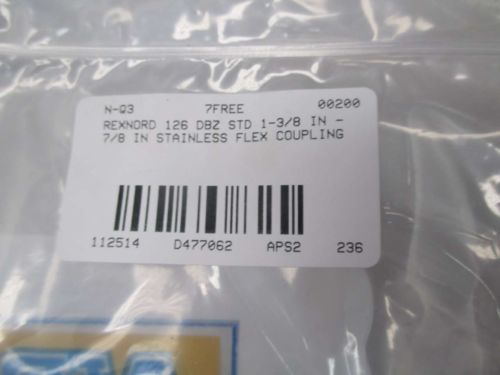 N-Q3 7FREE 00200
REXNORD 126 DBZ STD 1-3/8 IN -
7/8 IN STAINLESS FLEX COUPLING
112514 D477062 APS2 236